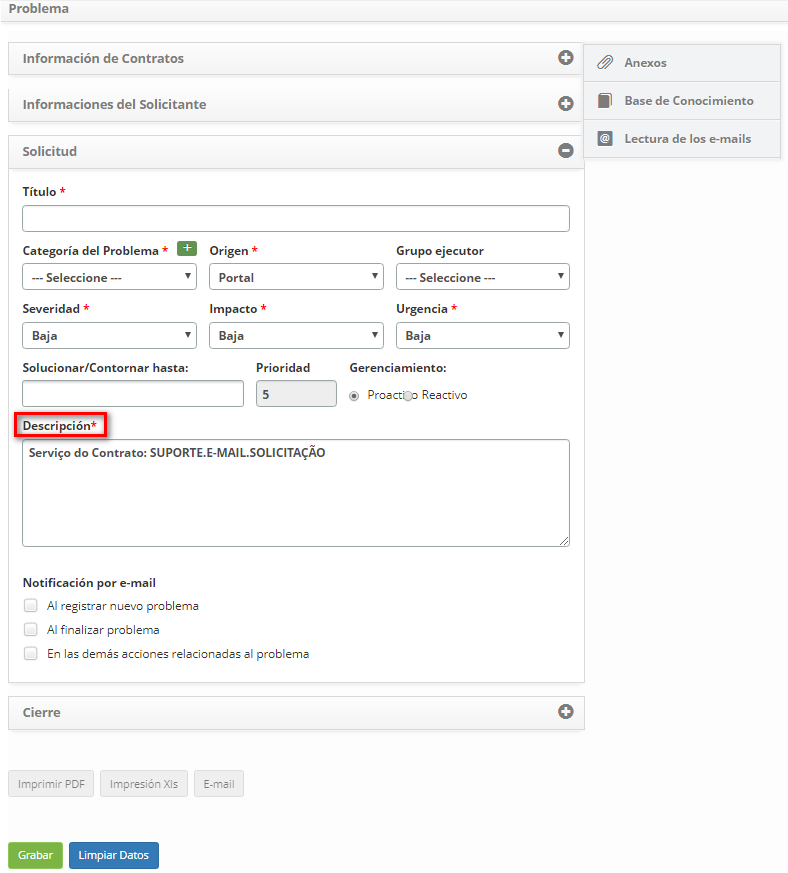 Problema
Información de Contratos
Anexos
Informaciones del Solicitante
Base de Conocimiento
Lectura de los e-mails
Solicitud
Título *
Categoría del Problema * + Origen * Grupo ejecutor
--- Seleccione --- Portal --- Seleccione ---
Severidad * Impacto * Urgencia *
Baja Baja Baja
Solucionar/Contornar hasta: Prioridad Gerenciamiento:
5 Proactivo Reactivo
Descripción*
Serviço do Contrato: SUPORTE.E-MAIL.SOLICITAÇÃO
Notificación por e-mail
Al registrar nuevo problema
Al finalizar problema
En las demás acciones relacionadas al problema
Cierre
Imprimir PDF Impresión Xls E-mail
Grabar Limpiar Datos